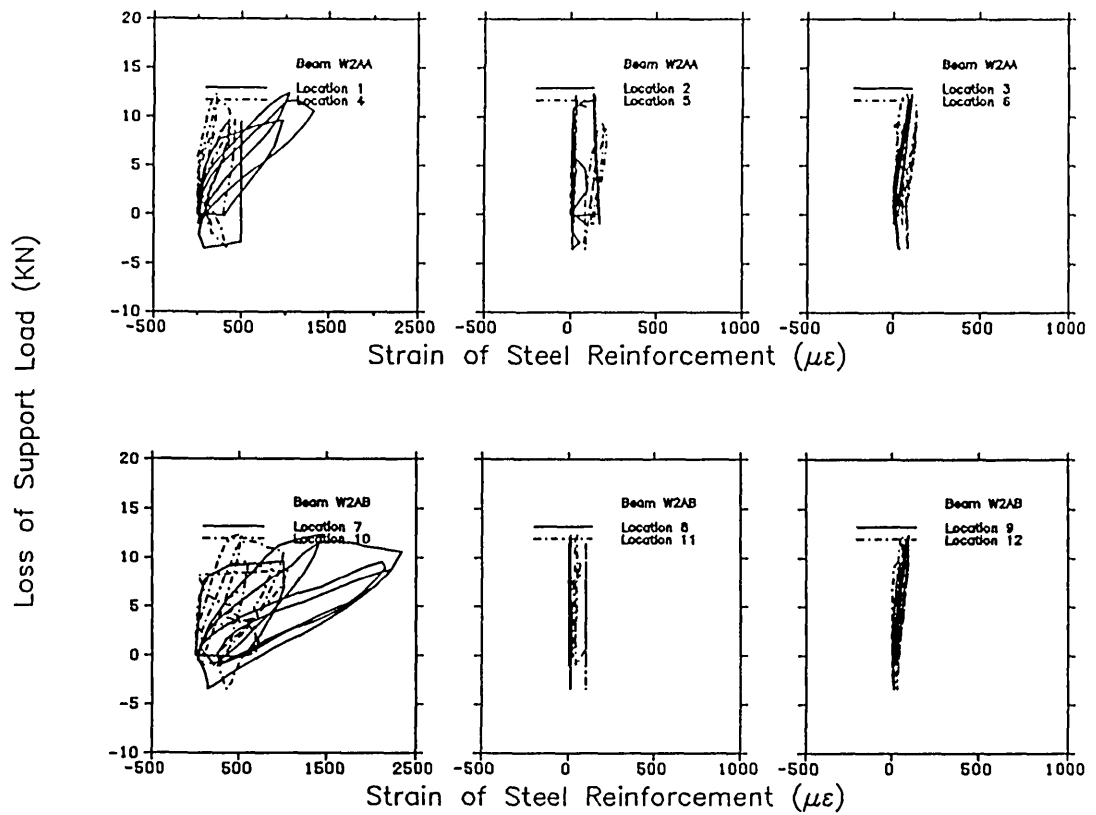 Loss of Support Load (KN)
20
15
10
5
0
-5
-10
-500
500
1500
2500
Beam W2AA
Location 1
Location 4
-500
0
500
1000
Beam W2AA
Location 2
Location 5
-500
0
500
1000
Beam W2AA
Location 3
Location 6
Strain of Steel Reinforcement (με)
20
15
10
5
0
-5
-10
-500
500
1500
2500
Beam W2AB
Location 7
Location 10
-500
0
500
1000
Beam W2AB
Location 8
Location 11
-500
0
500
1000
Beam W2AB
Location 9
Location 12
Strain of Steel Reinforcement (με)